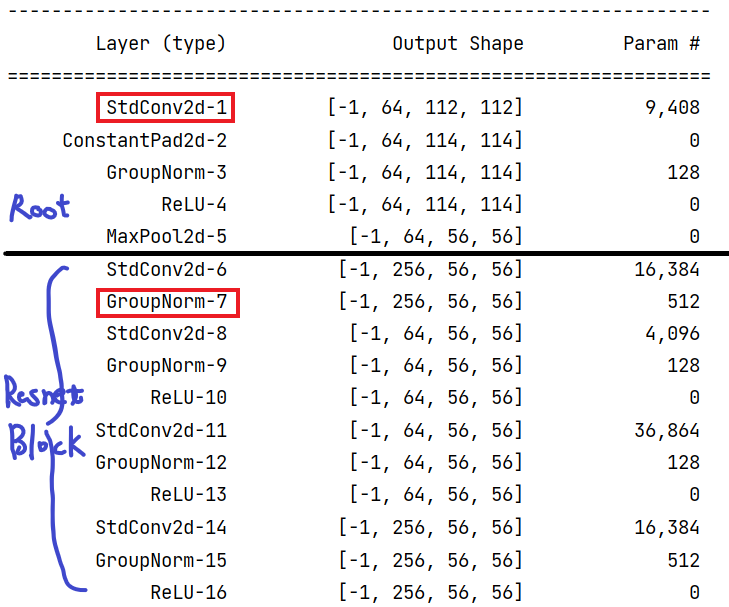 Layer (type) Output Shape Param #
StdConv2d-1 [-1, 64, 112, 112] 9,408
ConstantPad2d-2 [-1, 64, 114, 114] 0
GroupNorm-3 [-1, 64, 114, 114] 128
Root
ReLU-4 [-1, 64, 114, 114] 0
MaxPool2d-5 [-1, 64, 56, 56] 0
StdConv2d-6 [-1, 256, 56, 56] 16,384
GroupNorm-7 [-1, 256, 56, 56] 512
StdConv2d-8 [-1, 64, 56, 56] 4,096
GroupNorm-9 [-1, 64, 56, 56] 128
Resnet
ReLU-10 [-1, 64, 56, 56] 0
Block
StdConv2d-11 [-1, 64, 56, 56] 36,864
GroupNorm-12 [-1, 64, 56, 56] 128
ReLU-13 [-1, 64, 56, 56] 0
StdConv2d-14 [-1, 256, 56, 56] 16,384
GroupNorm-15 [-1, 256, 56, 56] 512
ReLU-16 [-1, 256, 56, 56] 0